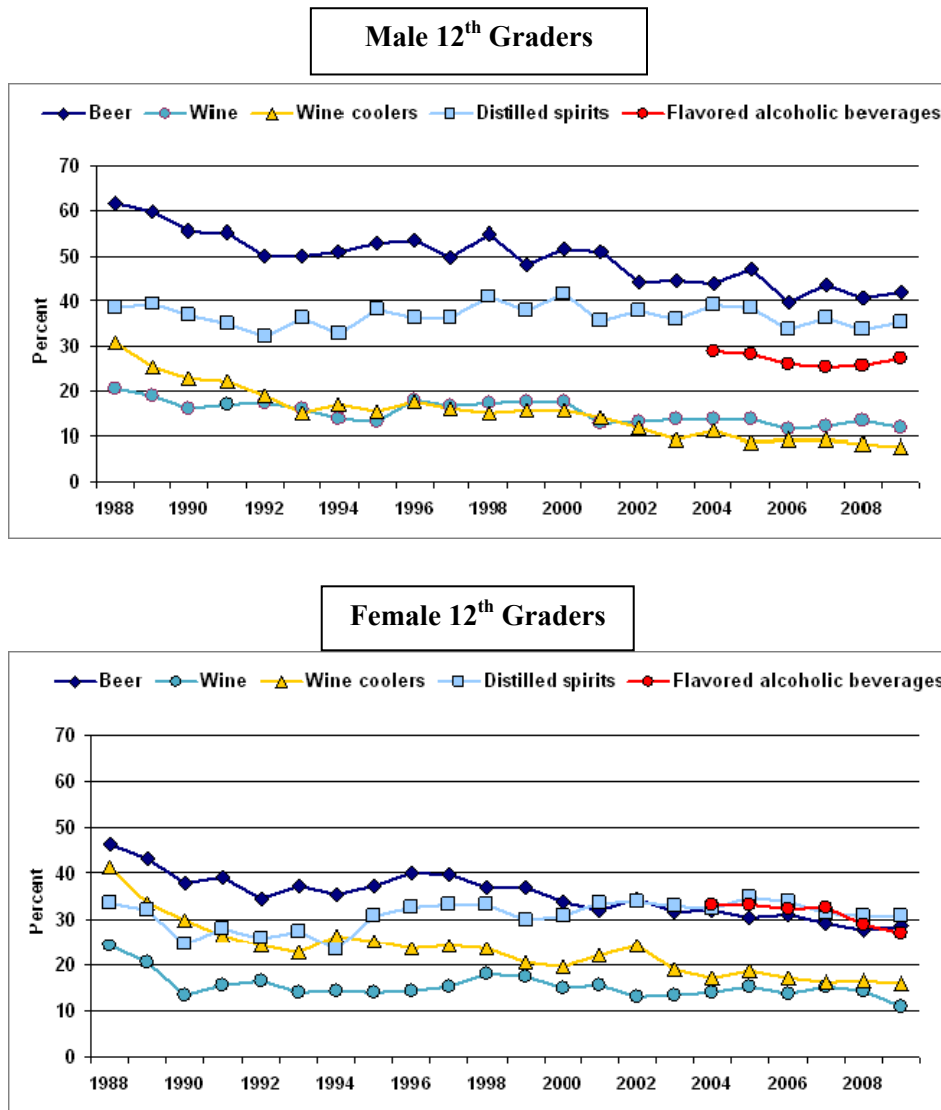 Male 12th Graders
Beer Wine Wine coolers Distilled spirits Flavored alcoholic beverages
70
60
50
40
30
20
10
0
Percent
1988 1990 1992 1994 1996 1998 2000 2002 2004 2006 2008
Female 12th Graders
Beer Wine Wine coolers Distilled spirits Flavored alcoholic beverages
70
60
50
40
30
20
10
0
Percent
1988 1990 1992 1994 1996 1998 2000 2002 2004 2006 2008